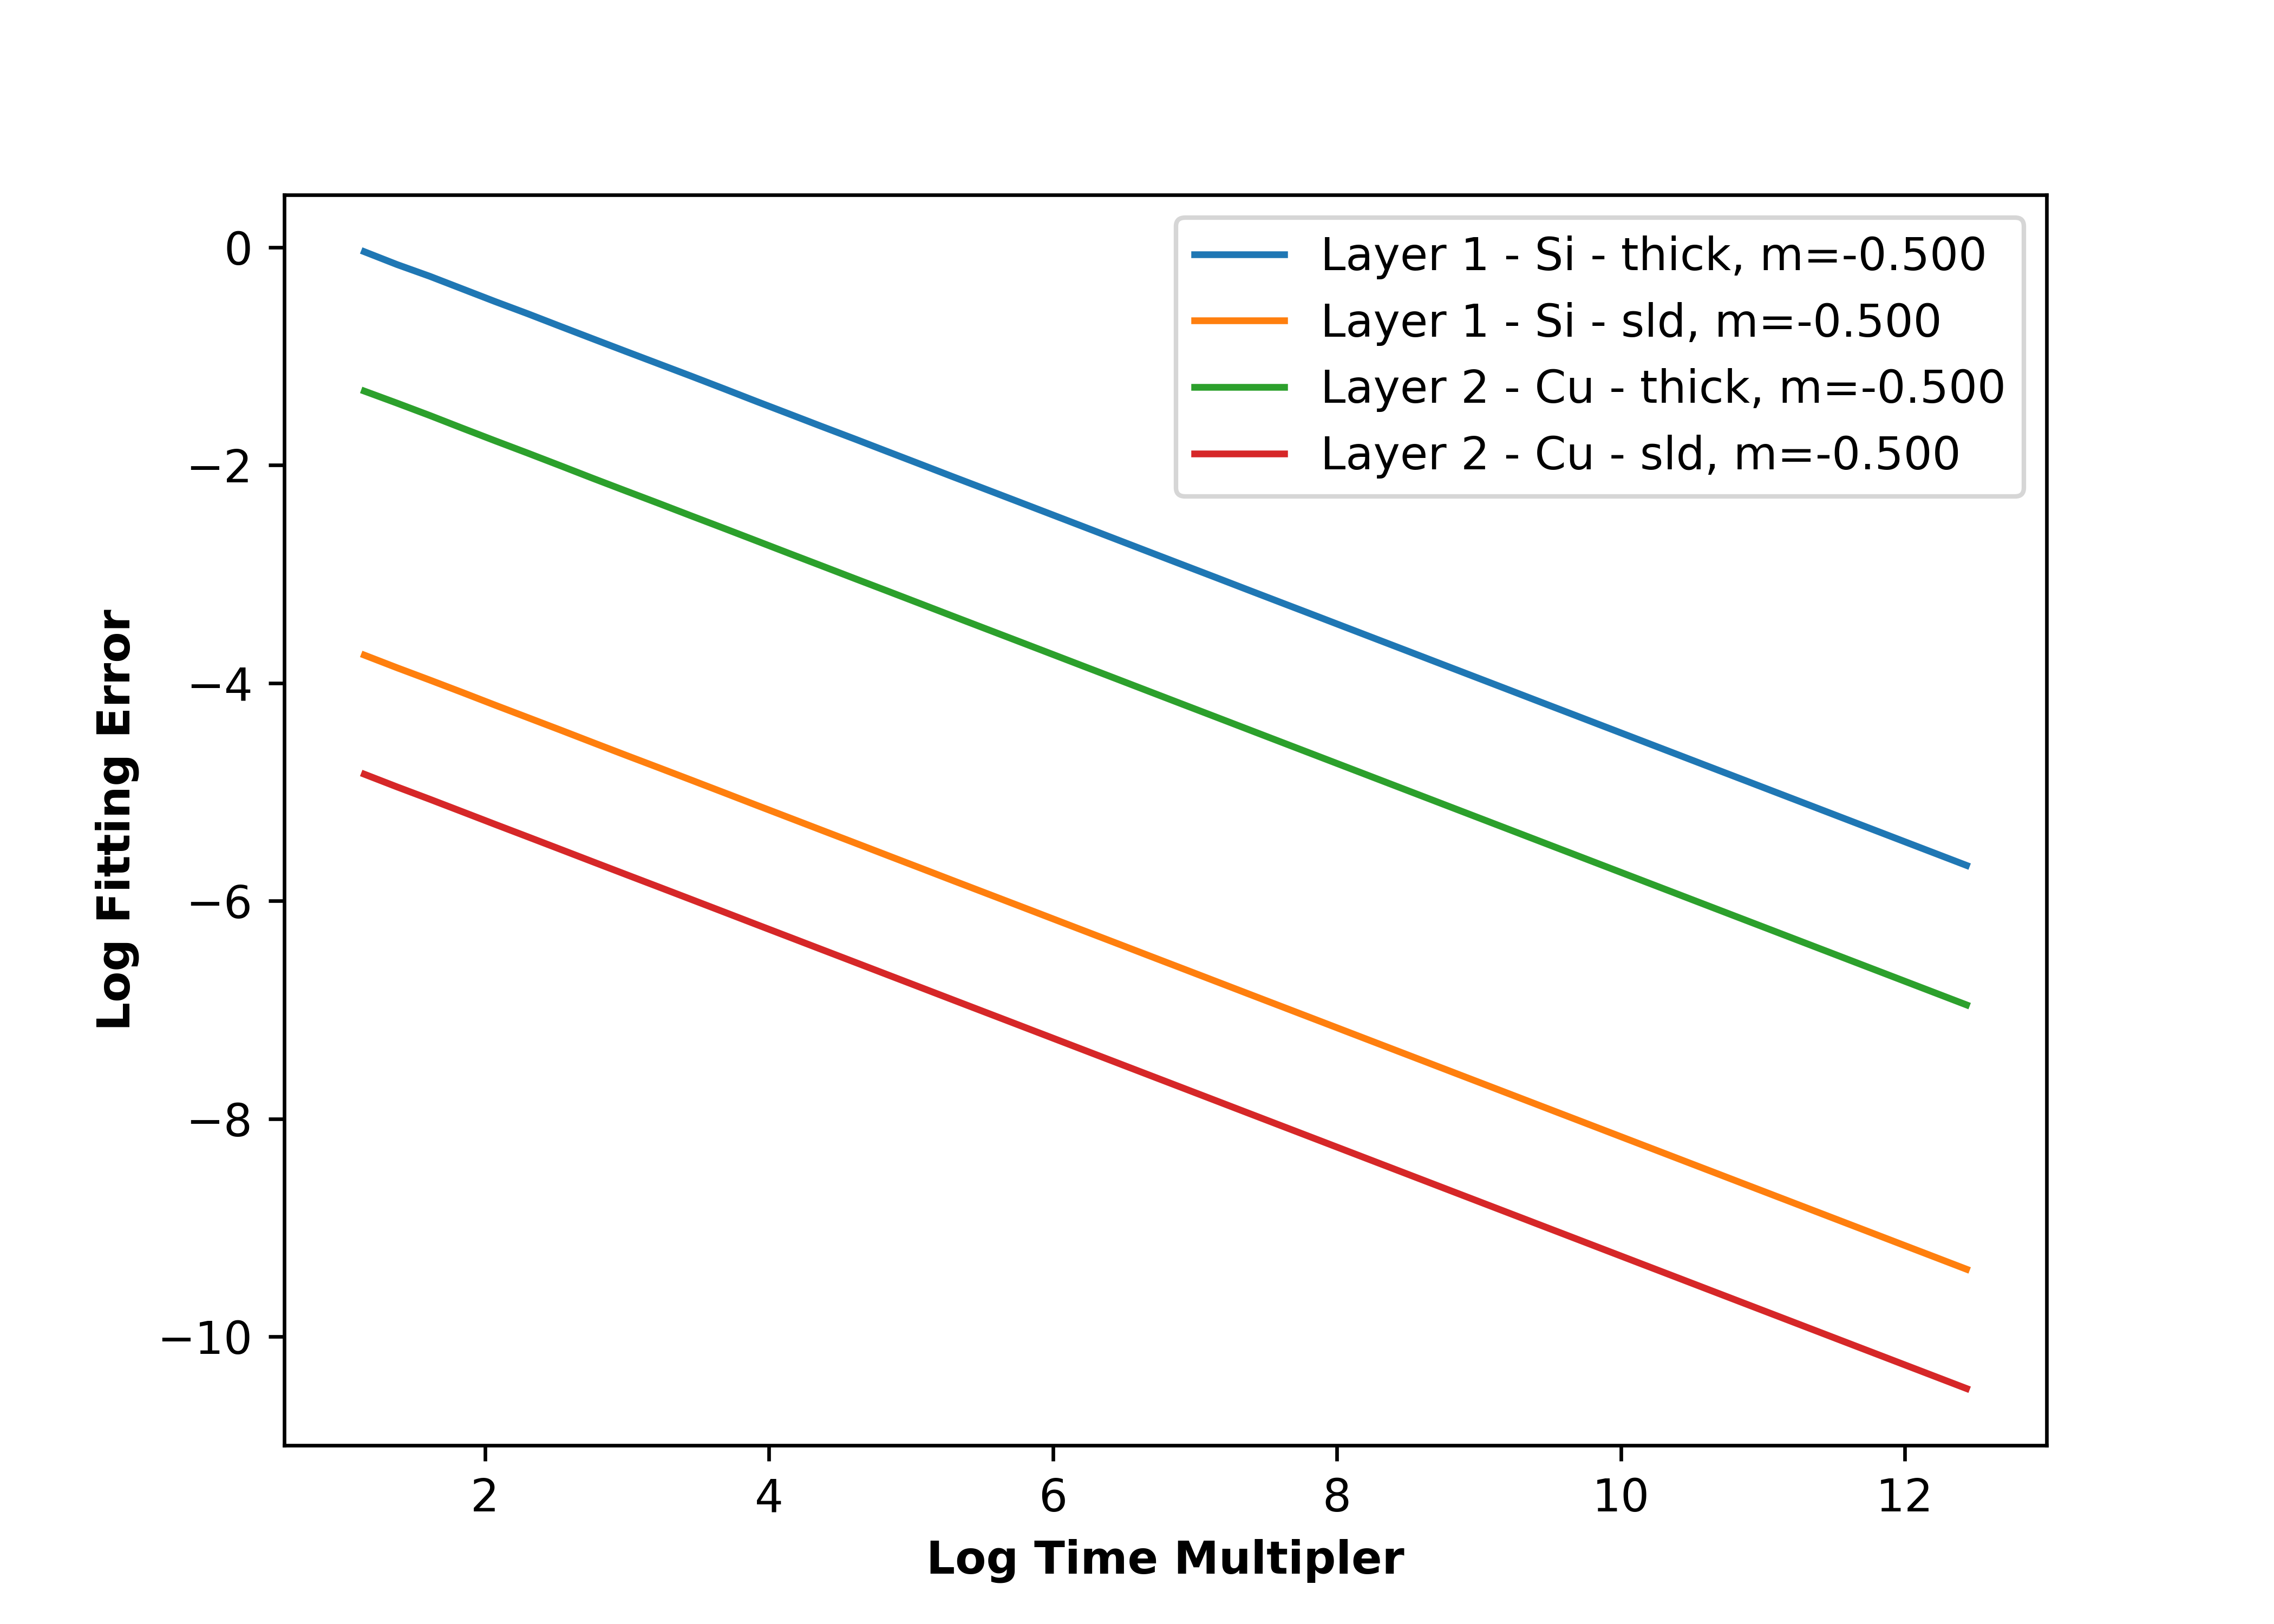 Layer 1 - Si - thick, m=-0.500
Layer 1 - Si - sld, m=-0.500
Layer 2 - Cu - thick, m=-0.500
Layer 2 - Cu - sld, m=-0.500
0
−2
−4
−6
−8
−10
Log Fitting Error
2 4 6 8 10 12
Log Time Multipler